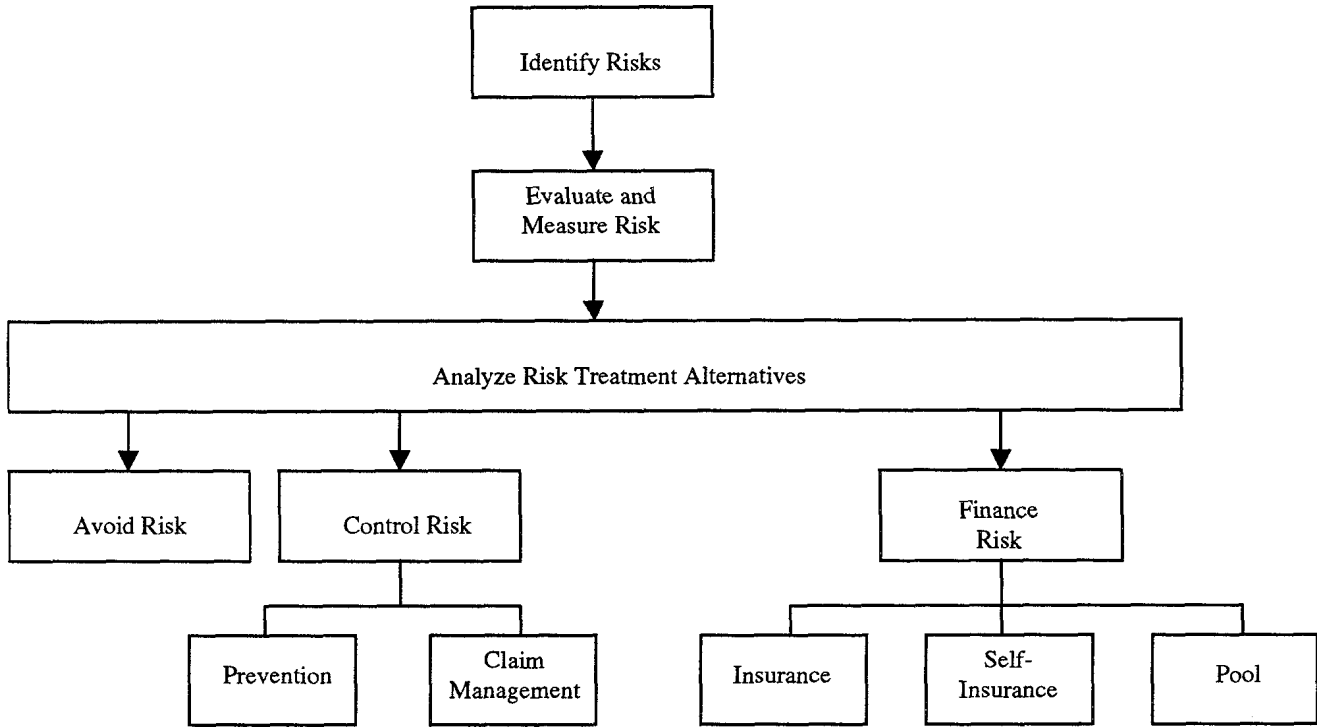 Identify Risks
Evaluate and
Measure Risk
Analyze Risk Treatment Alternatives
Avoid Risk
Control Risk
Finance
Risk
Prevention
Claim
Management
Insurance
Self-
Insurance
Pool